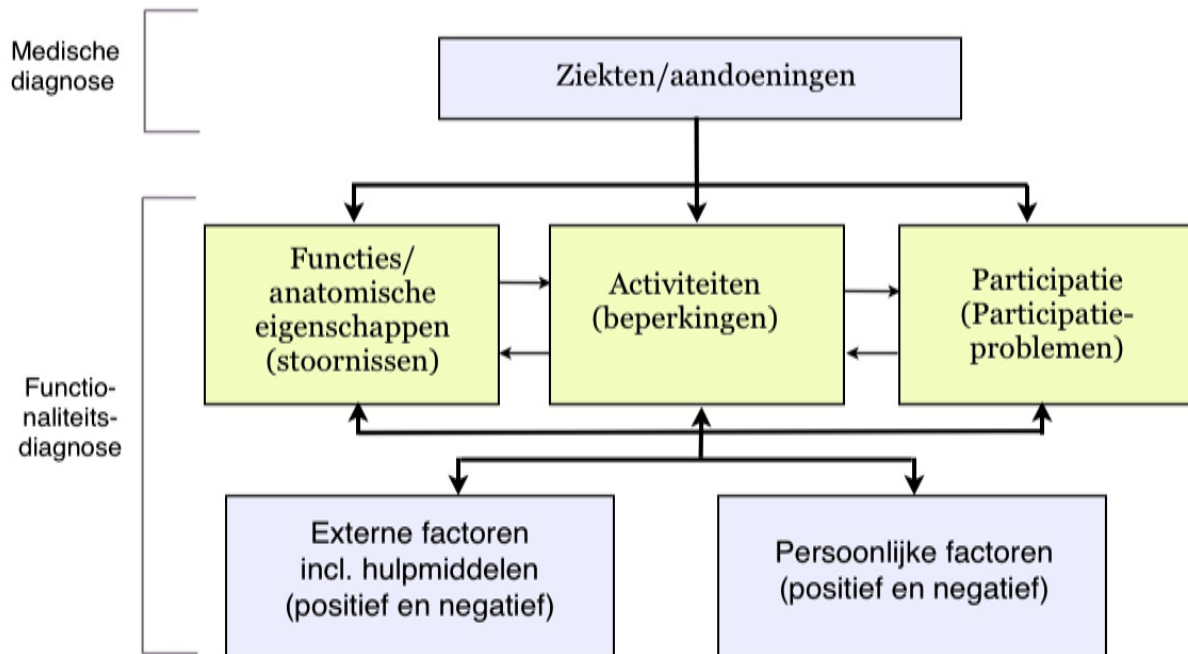 Medische
diagnose
Ziekten/aandoeningen
Functies/
anatomische
eigenschappen
(stoornissen)
Activiteiten
(beperkingen)
Participatie
(Participatie-
problemen)
Functio-
naliteits-
diagnose
Externe factoren
incl. hulpmiddelen
(positief en negatief)
Persoonlijke factoren
(positief en negatief)